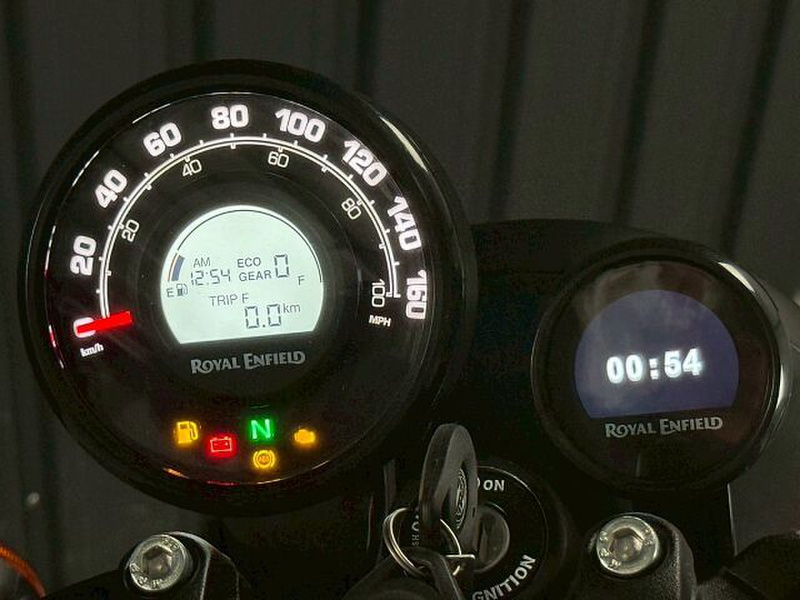 20
40
60
80
100
120
140
160
20
40
60
80
100
MPH
km/h
AM
12:54
ECO
GEAR 0
E
F
TRIP F
0.0 km
ROYAL ENFIELD
N
00:54
ROYAL ENFIELD
ON
IGNITION